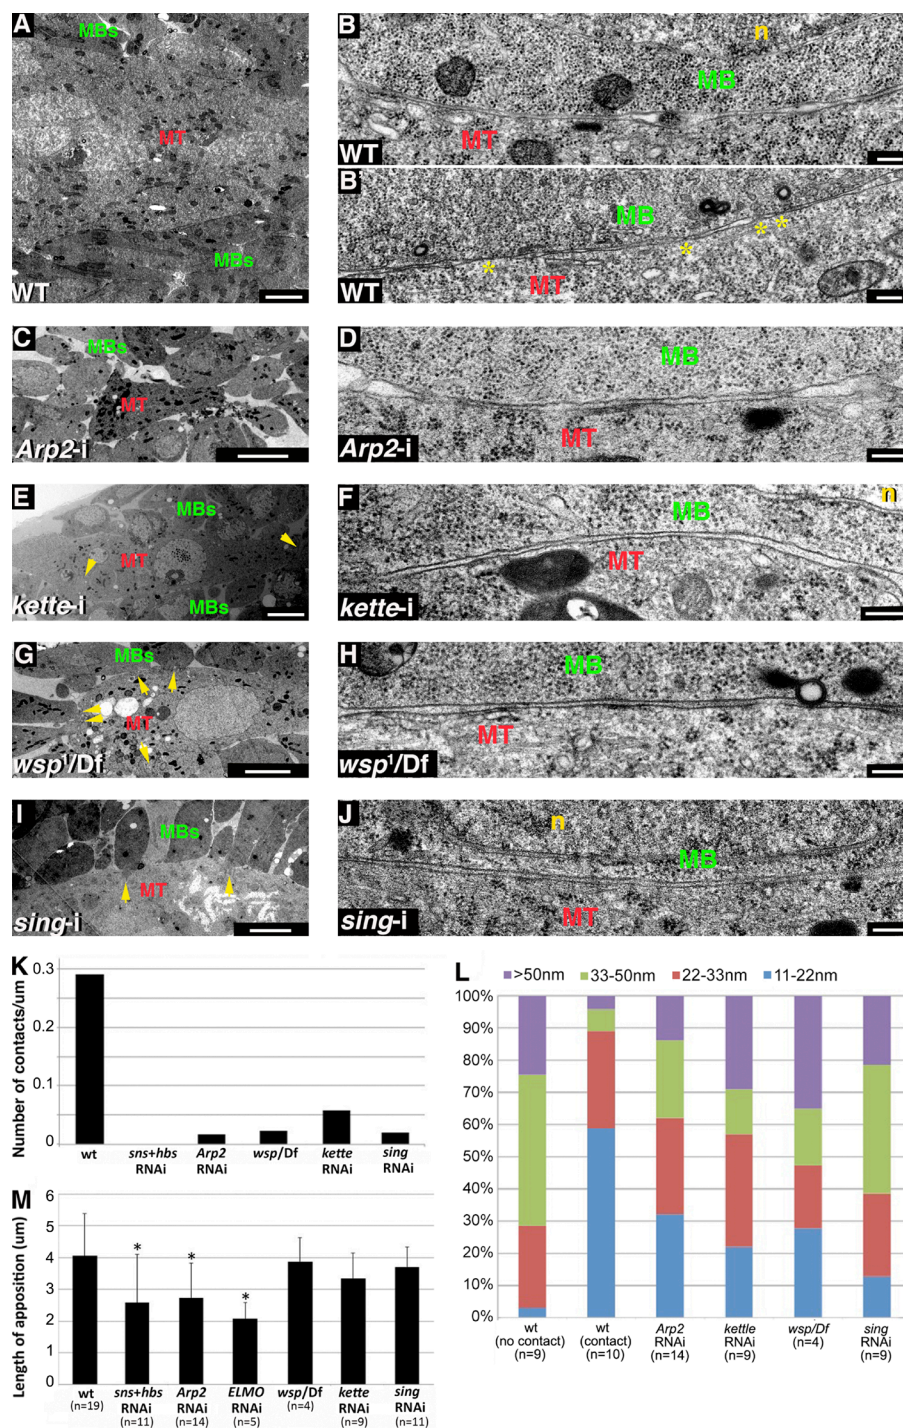 A
MBs
MT
MBs
WT
B
n
MB
MT
WT
B'
MB
* * * *
MT
WT
C
MBs
MT
Arp2-i
D
MB
MT
E
MBs
MT
MBs
kette-i
F
n
MB
MT
kette-i
G
MBs
MT
wsp¹/Df
H
MB
MT
wsp¹/Df
I
MBs
MT
sing-i
J
n
MB
MT
sing-i
K
Number of contacts/um
0.3
0.2
0.1
0
wt
sns+hbs RNAi
Arp2 RNAi
wsp/Df
kette RNAi
sing RNAi
L
>50nm
33-50nm
22-33nm
11-22nm
100%
90%
80%
70%
60%
50%
40%
30%
20%
10%
0%
wt (no contact) (n=9)
wt (contact) (n=10)
Arp2 RNAi (n=14)
kettle RNAi (n=9)
wsp/Df (n=4)
sing RNAi (n=9)
M
Length of apposition (um)
6
5
4
3
2
1
0
* * *
wt (n=19)
sns+hbs RNAi (n=11)
Arp2 RNAi (n=14)
ELMO RNAi (n=5)
wsp/Df (n=4)
kette RNAi (n=9)
sing RNAi (n=11)